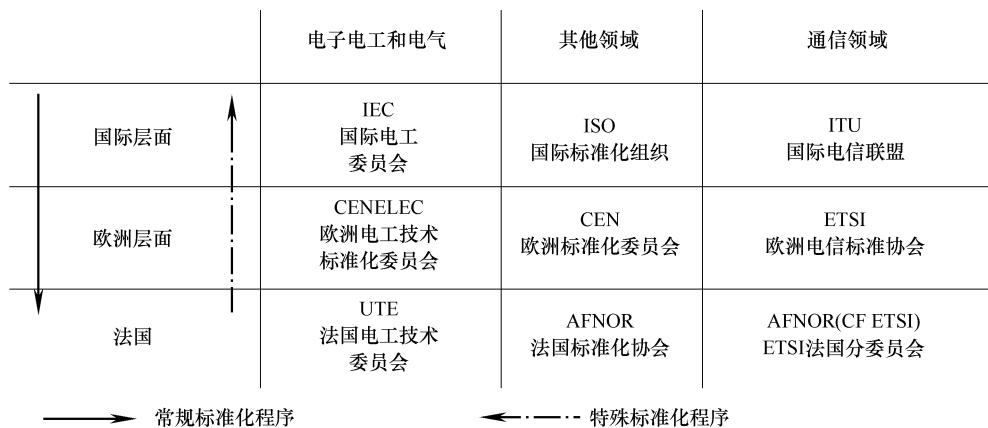 电子电工和电气
其他领域
通信领域
国际层面
IEC
国际电工
委员会
ISO
国际标准化组织
ITU
国际电信联盟
欧洲层面
CENELEC
欧洲电工技术
标准化委员会
CEN
欧洲标准化委员会
ETSI
欧洲电信标准协会
法国
UTE
法国电工技术
委员会
AFNOR
法国标准化协会
AFNOR(CF ETSI)
ETSI法国分委员会
常规标准化程序
特殊标准化程序